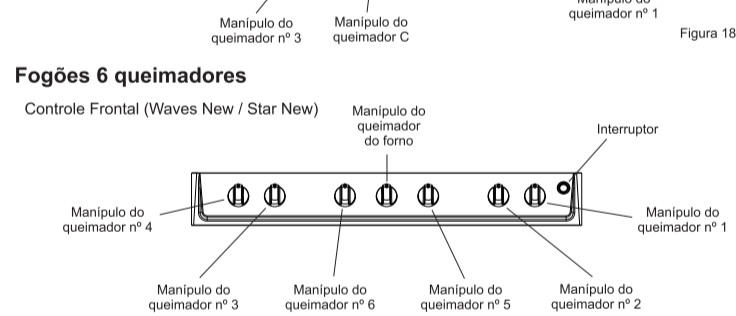 Manípulo do
queimador nº 3
Manípulo do
queimador C
Manípulo do
queimador nº 1
Figura 18
Fogões 6 queimadores
Controle Frontal (Waves New / Star New)
Manípulo do
queimador
do forno
Interruptor
Manípulo do
queimador nº 4
Manípulo do
queimador nº 1
Manípulo do
queimador nº 3
Manípulo do
queimador nº 6
Manípulo do
queimador nº 5
Manípulo do
queimador nº 2